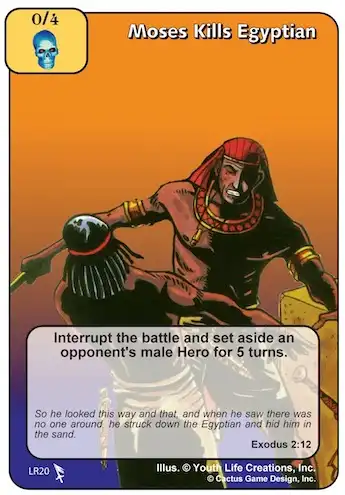 0/4
Moses Kills Egyptian
Interrupt the battle and set aside an
opponent's male Hero for 5 turns.
So he looked this way and that, and when he saw there was
no one around he struck down the Egyptian and hid him in
the sand.
Exodus 2:12
LR20
Illus. © Youth Life Creations, Inc.
© Cactus Game Design, Inc.